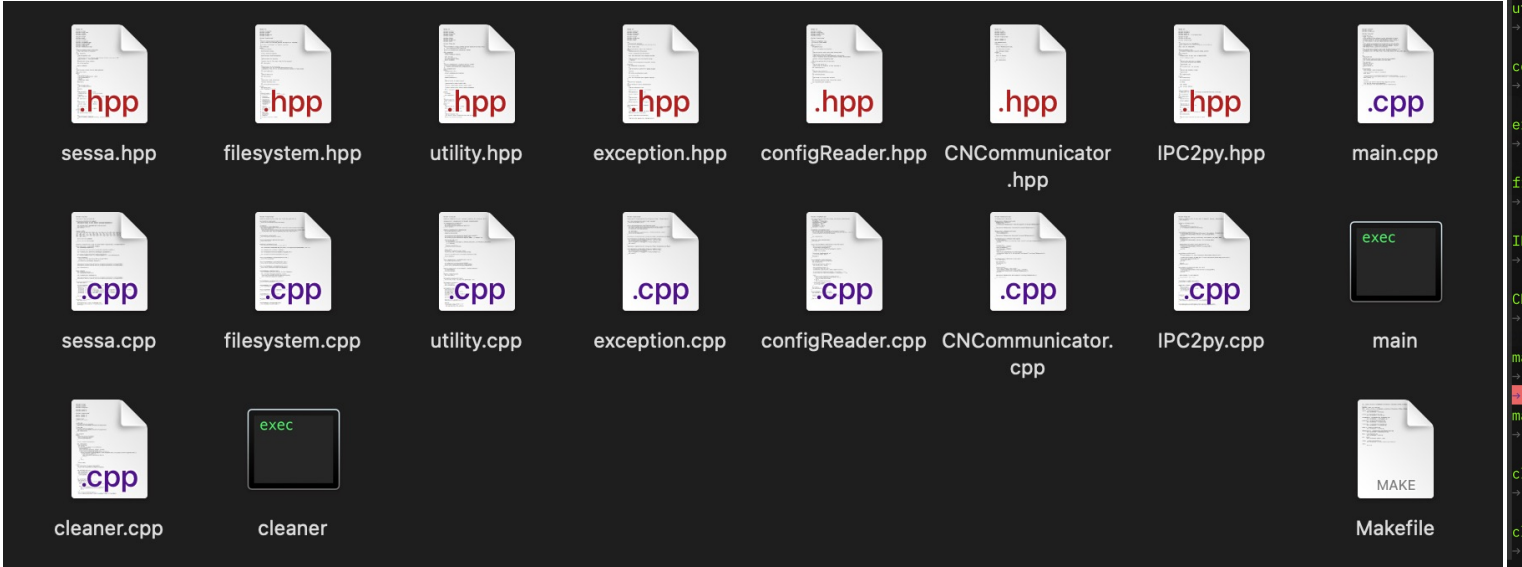 .hpp .hpp .hpp .hpp .hpp .hpp .hpp .cpp
sessa.hpp filesystem.hpp utility.hpp exception.hpp configReader.hpp CNCommunicator IPC2py.hpp main.cpp
.hpp
.cpp .cpp .cpp .cpp .cpp .cpp .cpp exec
sessa.cpp filesystem.cpp utility.cpp exception.cpp configReader.cpp CNCommunicator. IPC2py.cpp main
cpp
.cpp exec MAKE
cleaner.cpp cleaner Makefile